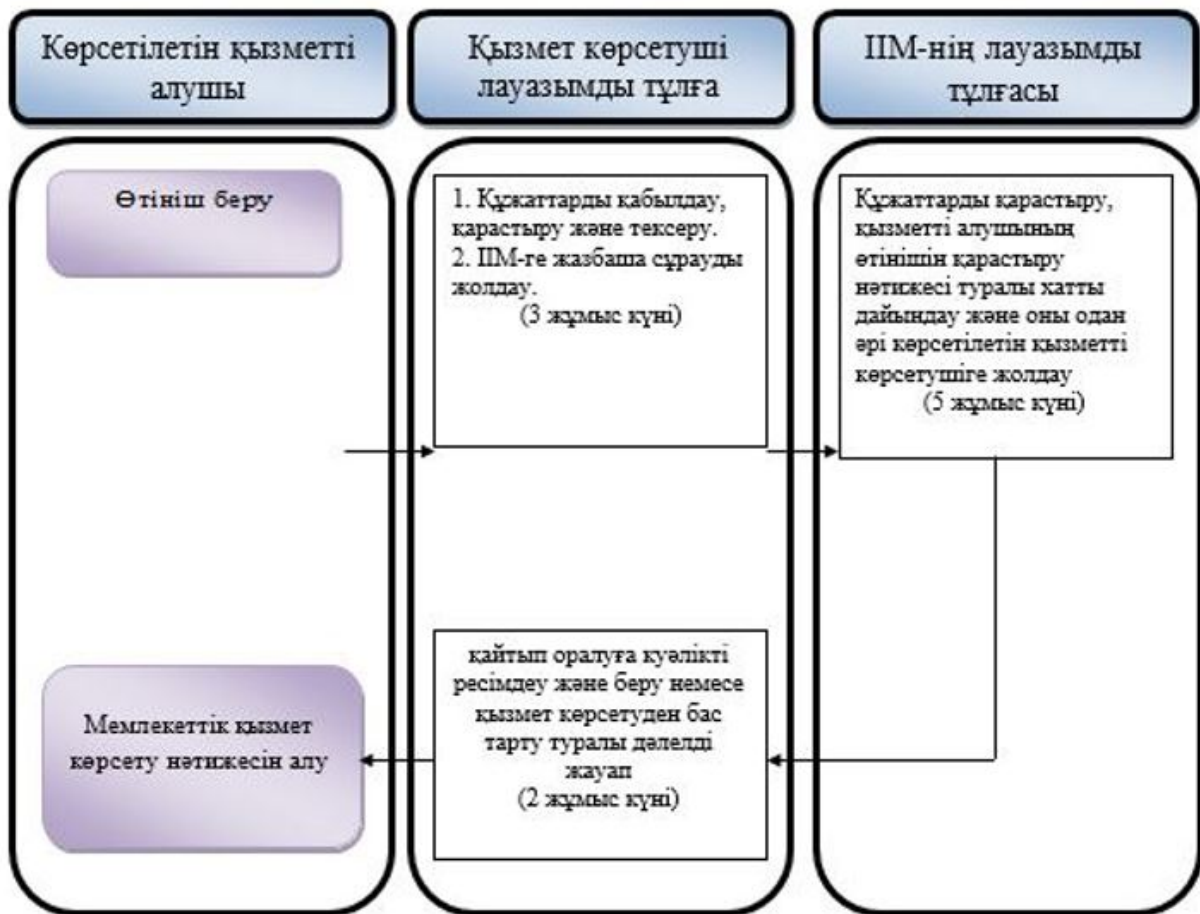 Көрсетілетін қызметті
алушы
Қызмет көрсетуші
лауазымды тұлға
ІІМ-нің лауазымды
тұлғасы
Өтініш беру
1. Құжаттарды қабылдау,
қарастыру және тексеру.
2. ІІМ-ге жазбаша сұрауды
жолдау.
(3 жұмыс күні)
Құжаттарды қарастыру,
қызметті алушының
өтінішін қарастыру
нәтижесі туралы хатты
дайындау және оны одан
әрі көрсетілетін қызметті
көрсетушіге жолдау
(5 жұмыс күні)
Мемлекеттік қызмет
көрсету нәтижесін алу
қайтып оралуға куәлікті
ресімдеу және беру немесе
қызмет көрсетуден бас
тарту туралы дәлелді
жауап
(2 жұмыс күні)